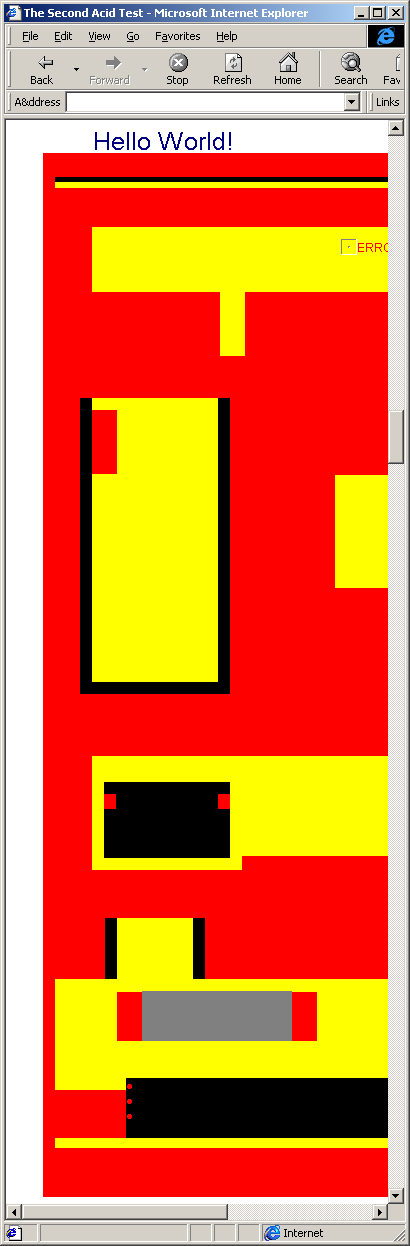 The Second Acid Test - Microsoft Internet Explorer
File Edit View Go Favorites Help
Back Forward Stop Refresh Home Search Fav
A&ddress Links
Hello World!
ERRO
Internet